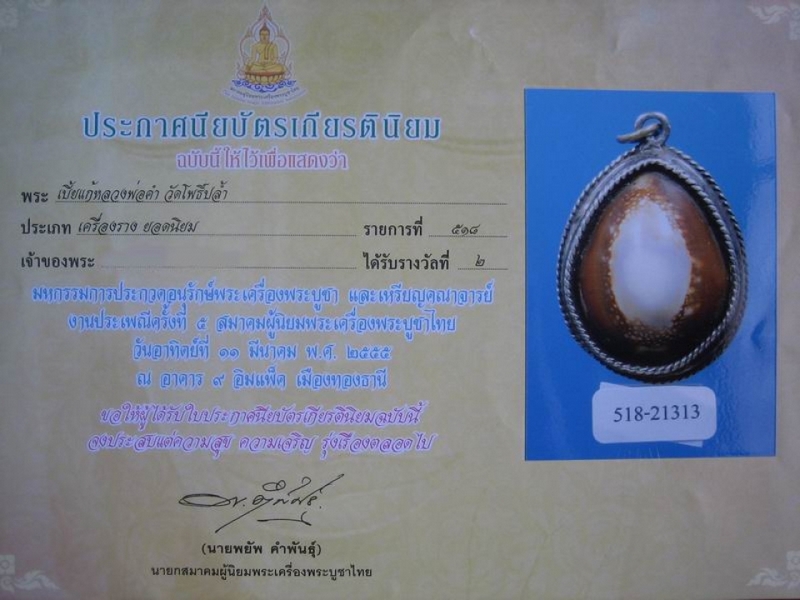 ประกาศนียบัตรเกียรตินิยม
ฉบับนี้ให้ไว้เพื่อแสดงว่า
พระ เบี้ยแก้หลวงพ่อคำ วัดโพธิ์ปล้ำ
ประเภท เครื่องราง ยอดนิยม รายการที่ ๕๑๘
เจ้าของพระ ได้รับรางวัลที่ ๒
มหกรรมการประกวดอนุรักษ์พระเครื่องพระบูชา และเหรียญคณาจารย์
งานประเพณีครั้งที่ ๕ สมาคมผู้นิยมพระเครื่องพระบูชาไทย
วันอาทิตย์ที่ ๑๑ มีนาคม พ.ศ. ๒๕๕๕
ณ อาคาร ๙ อิมแพ็ค เมืองทองธานี
ขอให้ผู้ได้รับใบประกาศนียบัตรเกียรตินิยมฉบับนี้
จงประสบแต่ความสุข ความเจริญ รุ่งเรืองตลอดไป
(นายพยัพ คำพันธุ์)
นายกสมาคมผู้นิยมพระเครื่องพระบูชาไทย
518-21313